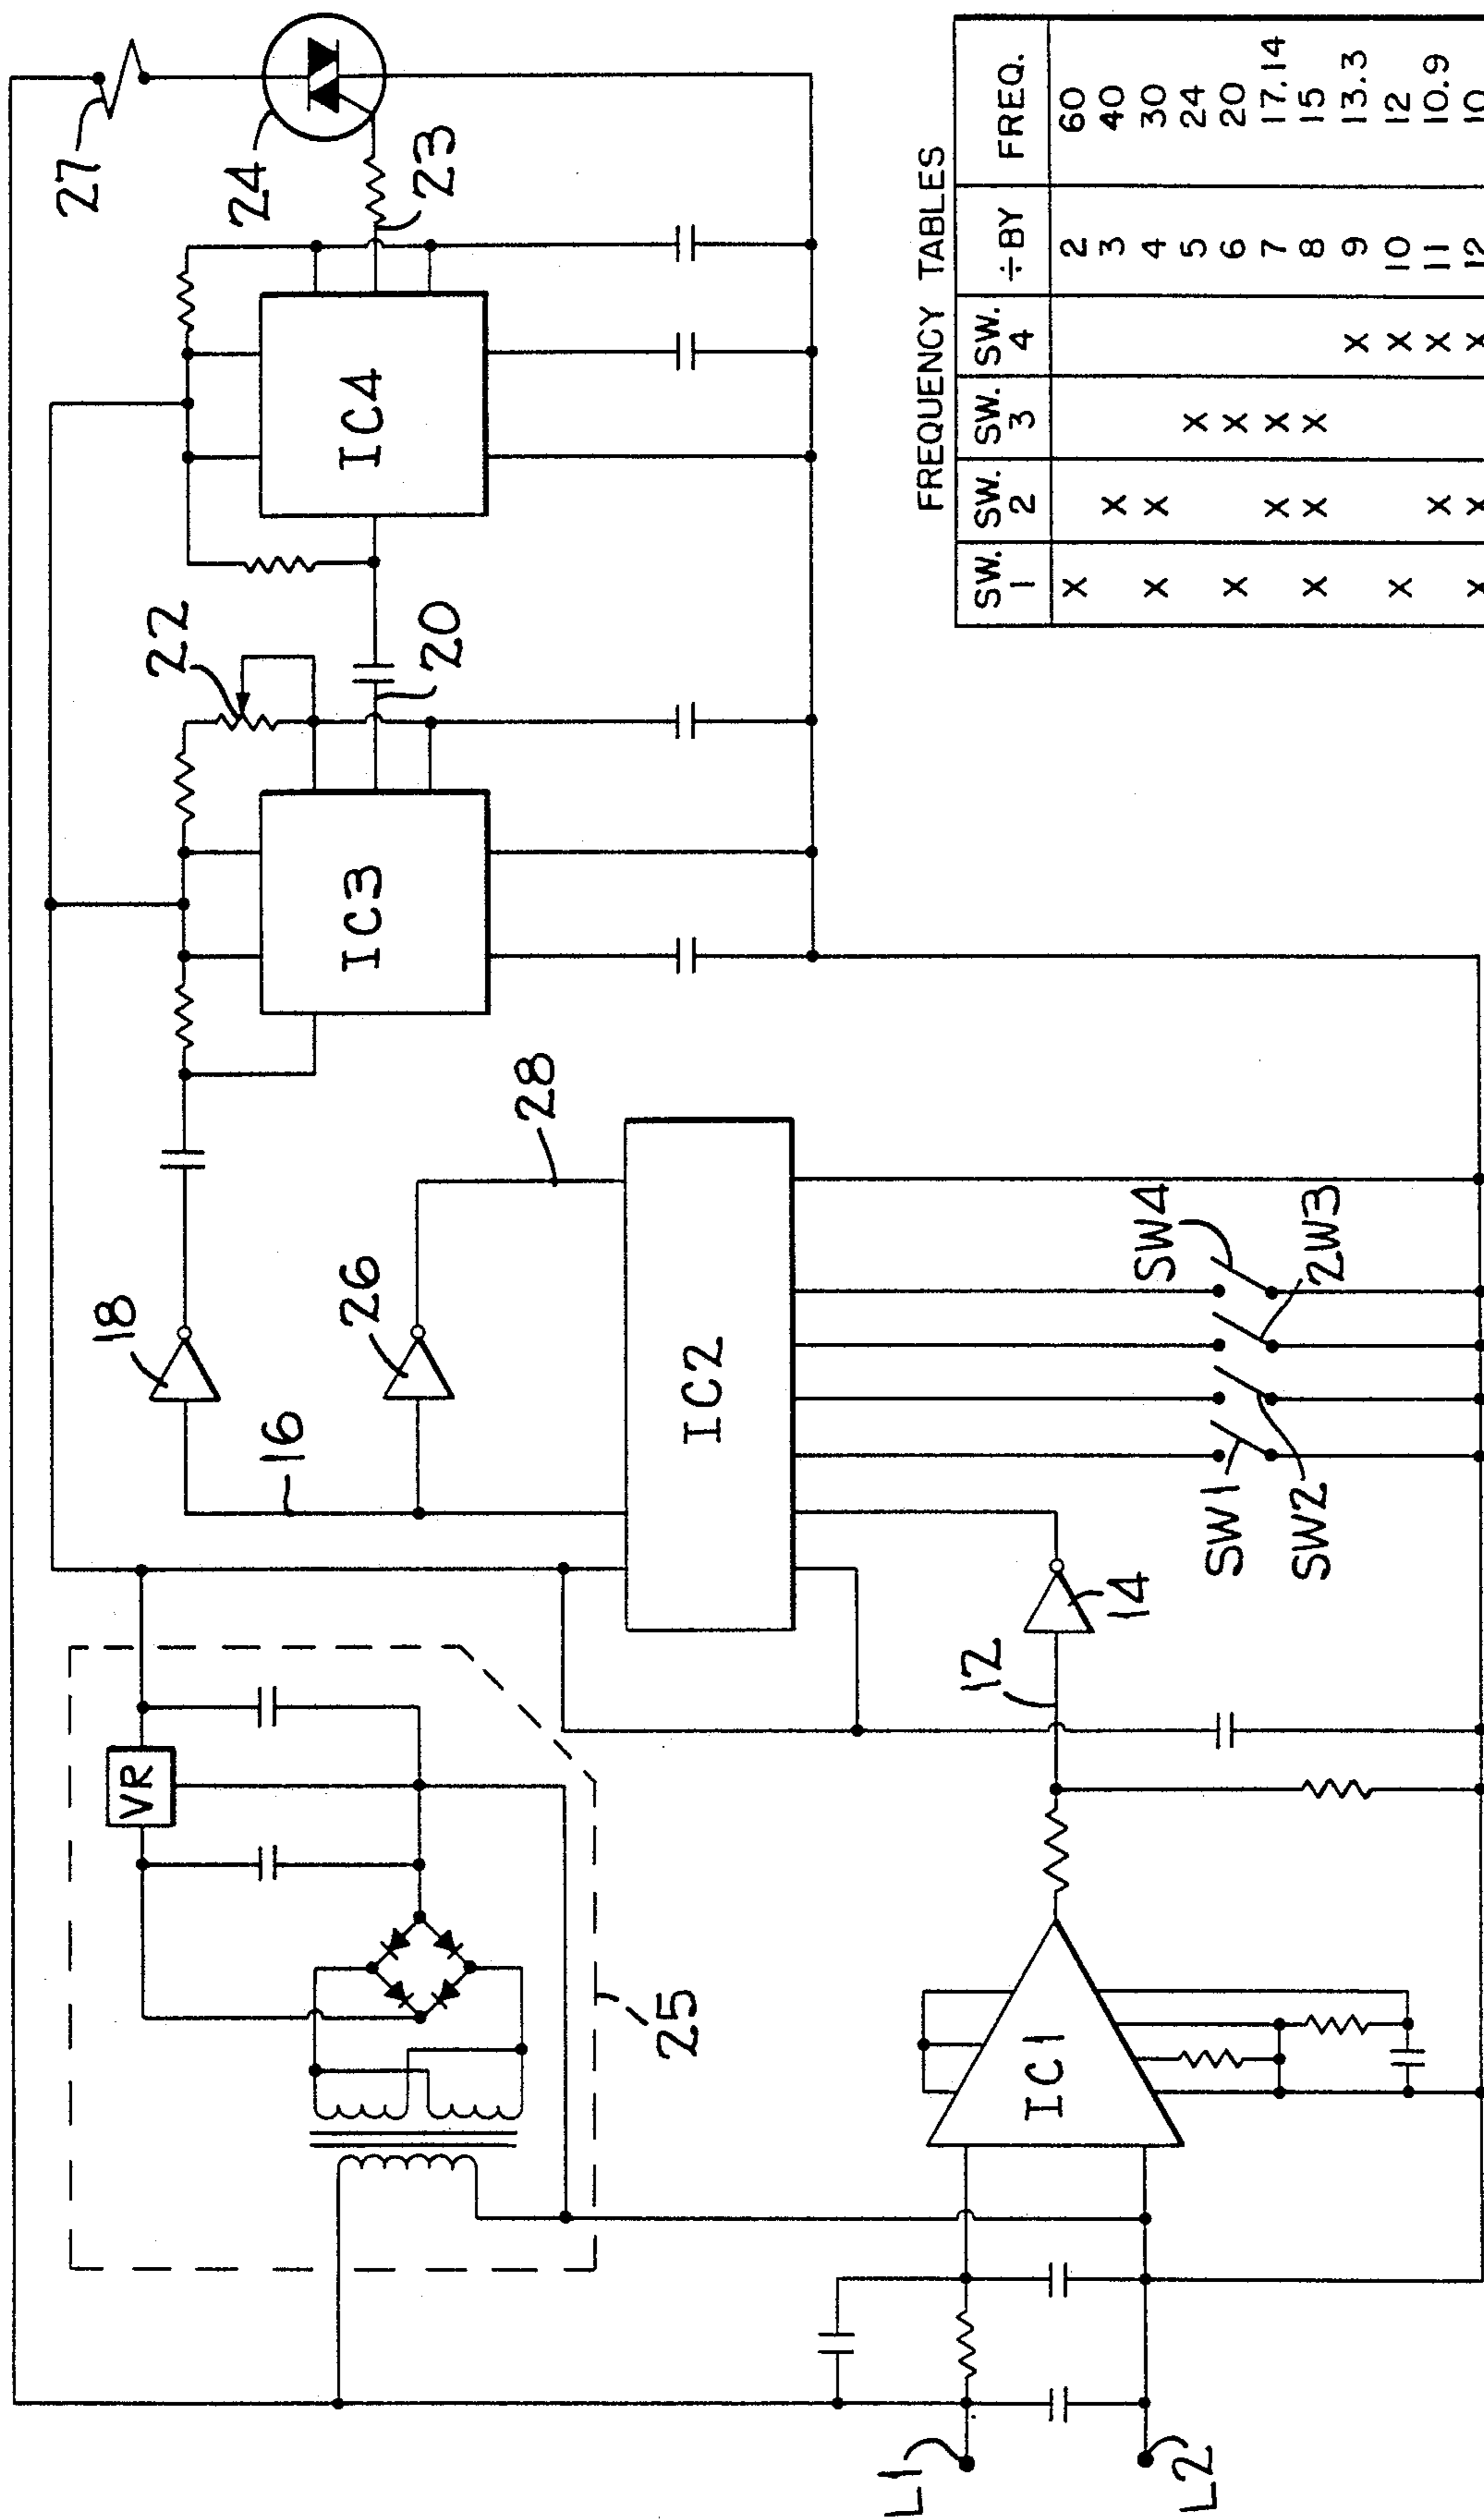 27
24
23
22
20
IC4
IC3
18
26
28
16
IC2
VR
25
12
14
SW1
SW2
SW4
2W3
IC1
L1
L2
FREQUENCY TABLES
SW. 1 SW. 2 SW. 3 SW. 4 ÷BY FREQ.
X 2 60
X 3 40
X X 4 30
X 5 24
X X 6 20
X X 7 17.14
X X X 8 15
X 9 13.3
X X 10 12
X X 11 10.9
X X X 12 10